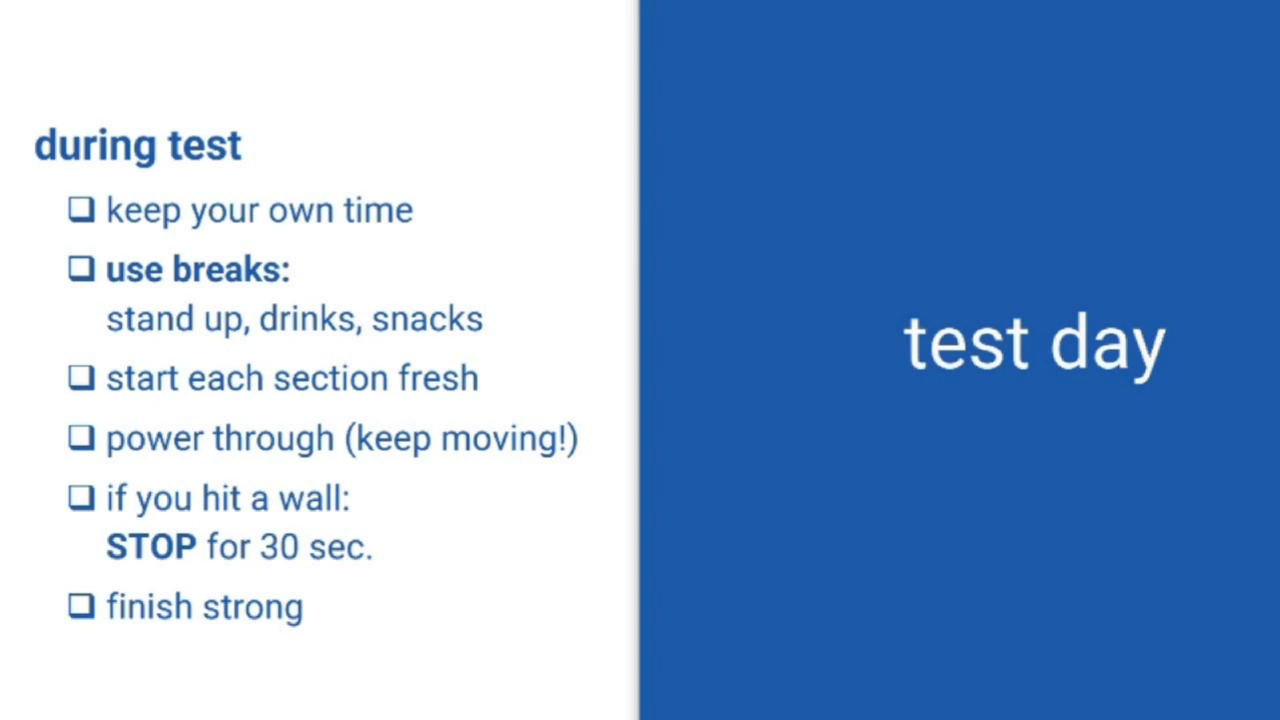 during test
❑ keep your own time
❑ use breaks:
stand up, drinks, snacks
❑ start each section fresh
❑ power through (keep moving!)
❑ if you hit a wall:
STOP for 30 sec.
❑ finish strong
test day